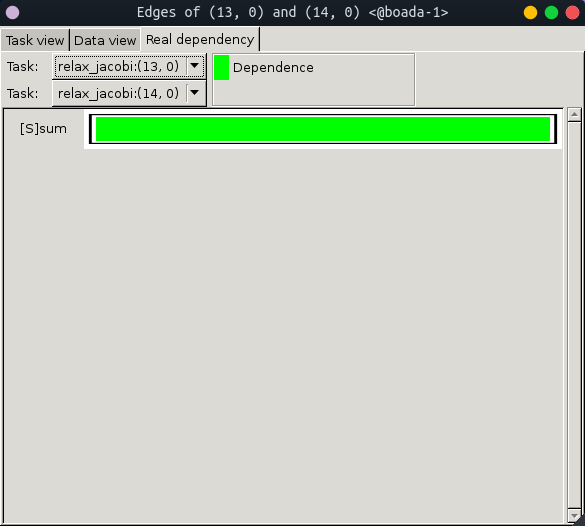 Edges of (13, 0) and (14, 0) <@boada-1>
Task view Data view Real dependency
Task: relax_jacobi:(13, 0) Dependence
Task: relax_jacobi:(14, 0)
[S]sum